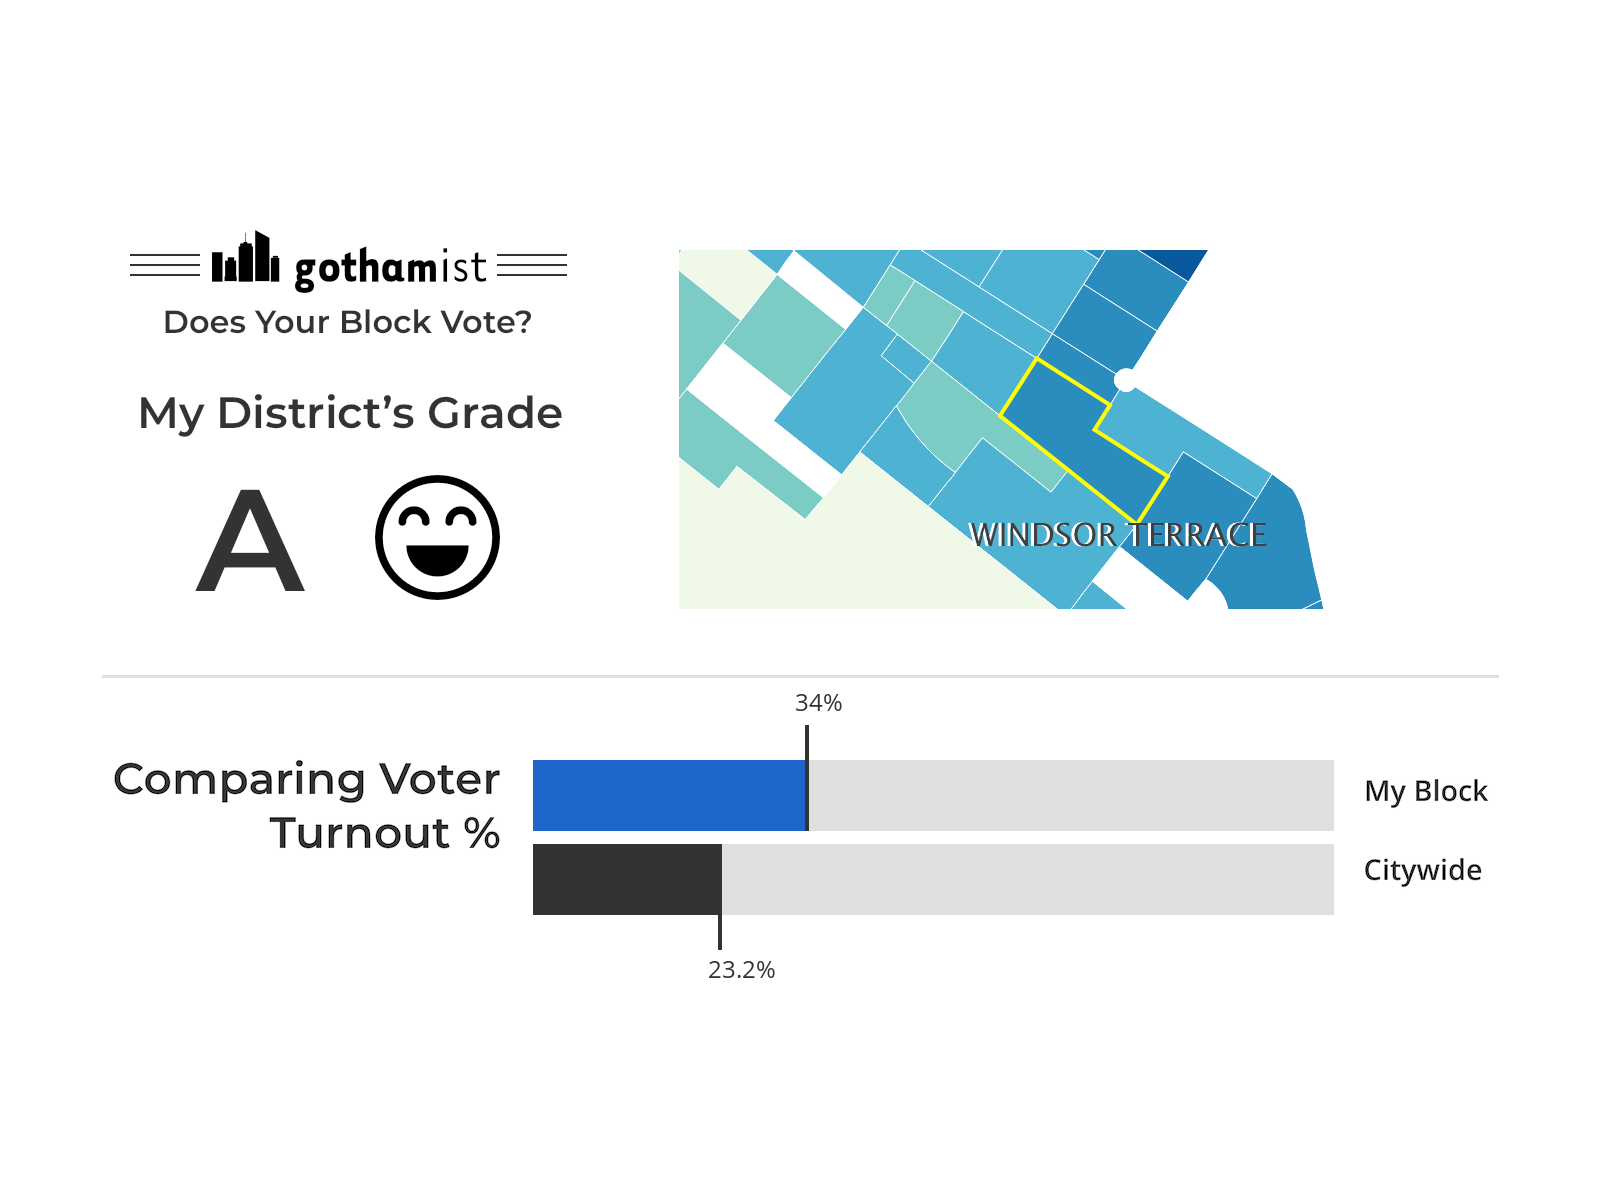 gothamist
Does Your Block Vote?
My District’s Grade
A
WINDSOR TERRACE
34%
Comparing Voter
Turnout %
My Block
Citywide
23.2%